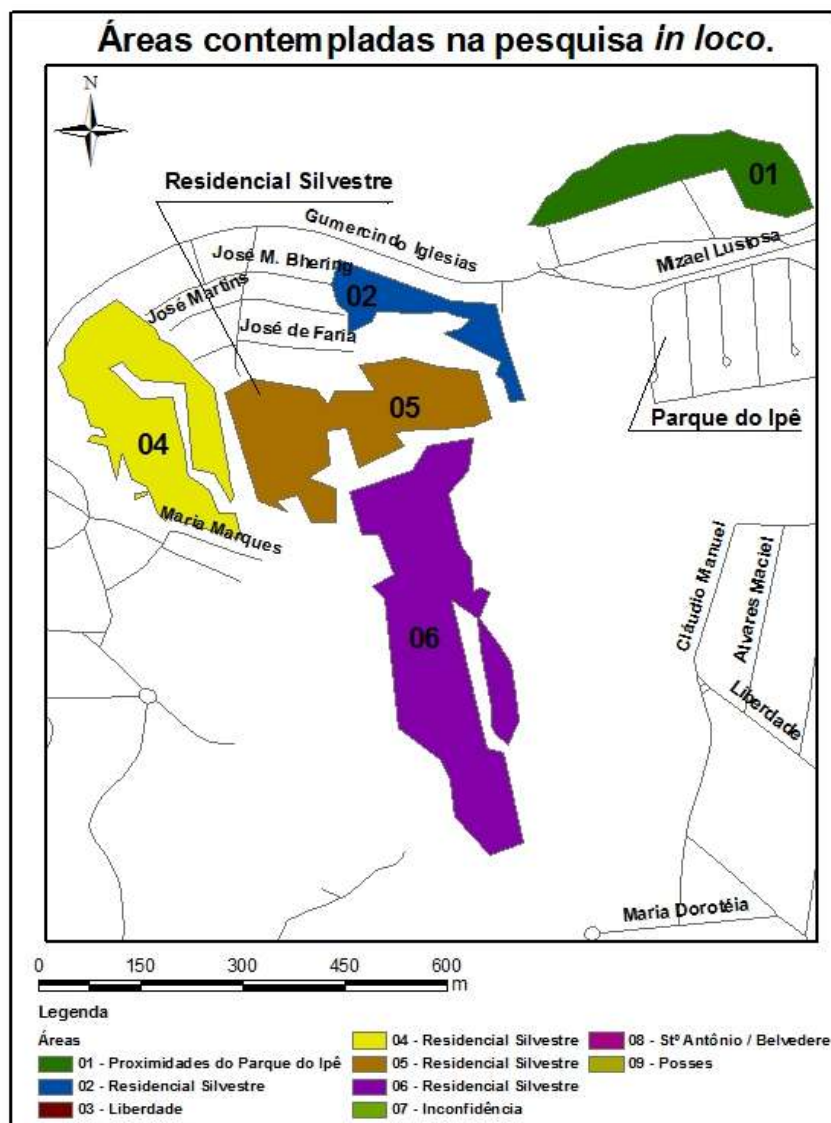 Áreas contempladas na pesquisa in loco.
N
01
Residencial Silvestre
Gumercindo Iglesias
Mizael Lustosa
José M. Bhering
02
José Martins
José de Faria
05
Parque do Ipê
04
Maria Marques
Cláudio Manuel
Alvares Maciel
06
Liberdade
Maria Dorotéia
0 150 300 450 600
m
Legenda
Áreas
01 - Proximidades do Parque do Ipê
02 - Residencial Silvestre
03 - Liberdade
04 - Residencial Silvestre
05 - Residencial Silvestre
06 - Residencial Silvestre
07 - Inconfidência
08 - Stº Antônio / Belvedere
09 - Posses